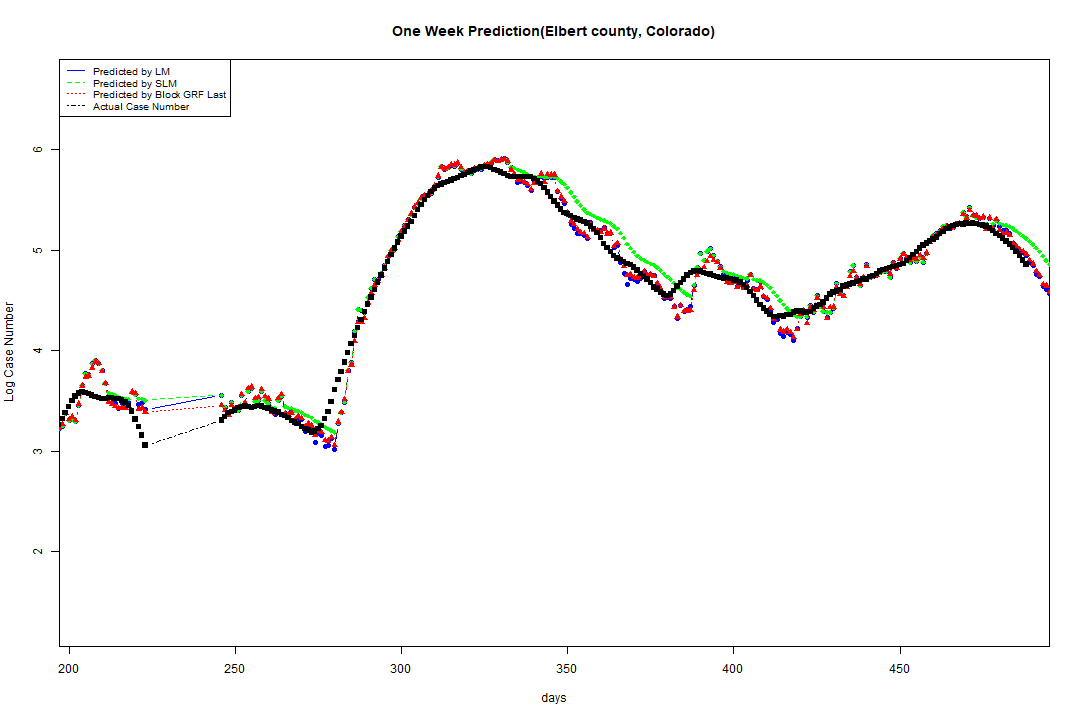 One Week Prediction(Elbert county, Colorado)
Predicted by LM
Predicted by SLM
Predicted by Block GRF Last
Actual Case Number
6
5
4
3
2
Log Case Number
200 250 300 350 400 450
days